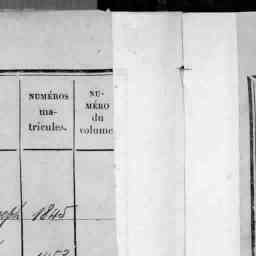 NUMÉROS
ma-
tricules.
NU-
MÉRO
du
volume
1845